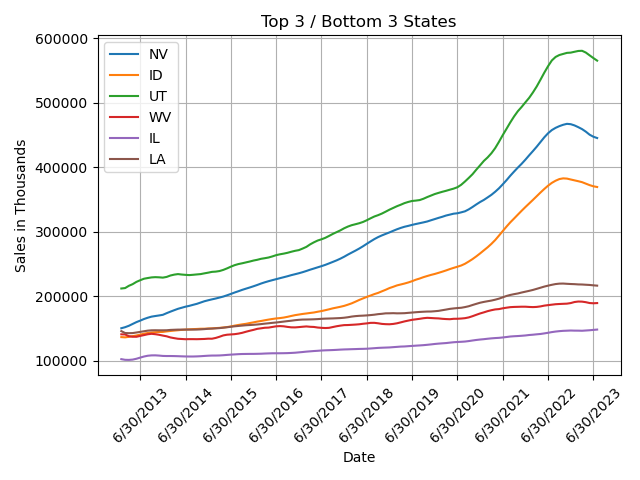 Top 3 / Bottom 3 States
Sales in Thousands
600000
500000
400000
300000
200000
100000
NV
ID
UT
WV
IL
LA
6/30/2013
6/30/2014
6/30/2015
6/30/2016
6/30/2017
6/30/2018
6/30/2019
6/30/2020
6/30/2021
6/30/2022
6/30/2023
Date